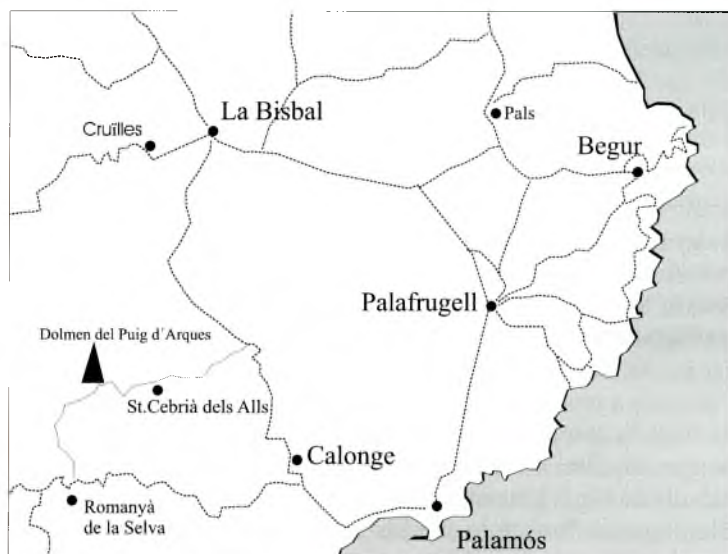 La Bisbal
Pals
Cruïlles
Begur
Palafrugell
Dolmen del Puig d´Arques
St.Cebrià dels Alls
Calonge
Romanyà
de la Selva
Palamós